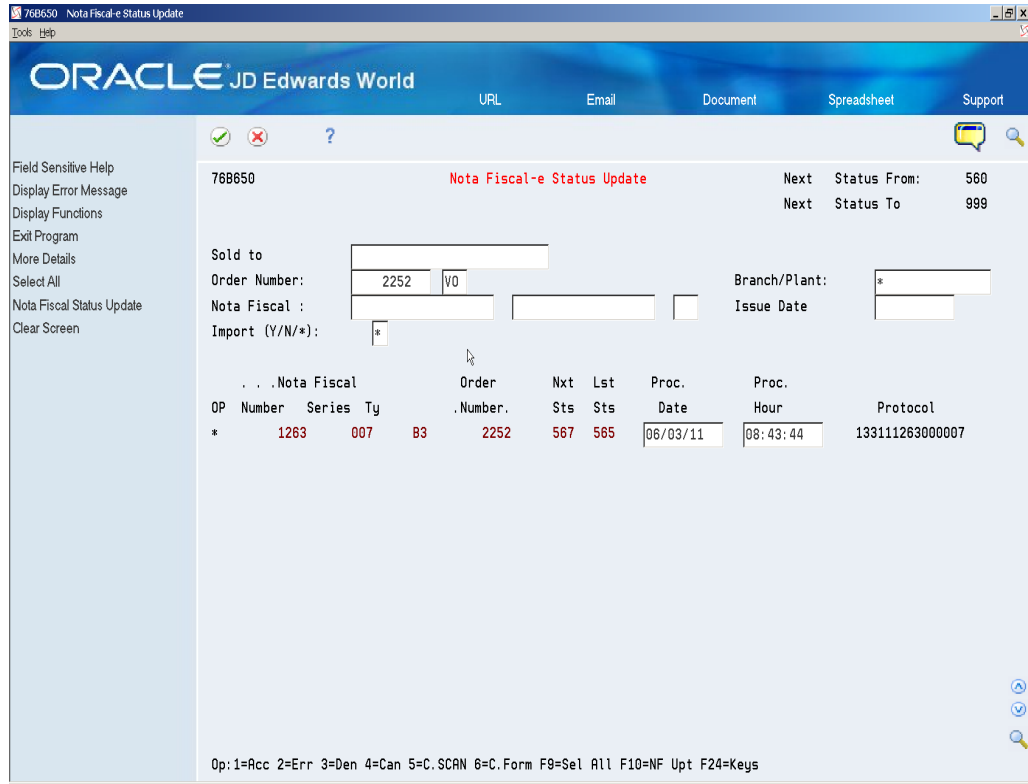 76B650 Nota Fiscal-e Status Update
Tools Help
ORACLE JD Edwards World
URL Email Document Spreadsheet Support
?
Field Sensitive Help
Display Error Message
Display Functions
Exit Program
More Details
Select All
Nota Fiscal Status Update
Clear Screen
76B650 Nota Fiscal-e Status Update Next Status From: 560
Next Status To 999
Sold to
Order Number: 2252 VO Branch/Plant: *
Nota Fiscal : Issue Date
Import (Y/N/*): *
. . .Nota Fiscal Order Nxt Lst Proc. Proc.
OP Number Series Ty .Number. Sts Sts Date Hour Protocol
* 1263 007 B3 2252 567 565 06/03/11 08:43:44 133111263000007
Op:1=Acc 2=Err 3=Den 4=Can 5=C.SCAN 6=C.Form F9=Sel All F10=NF Upt F24=Keys